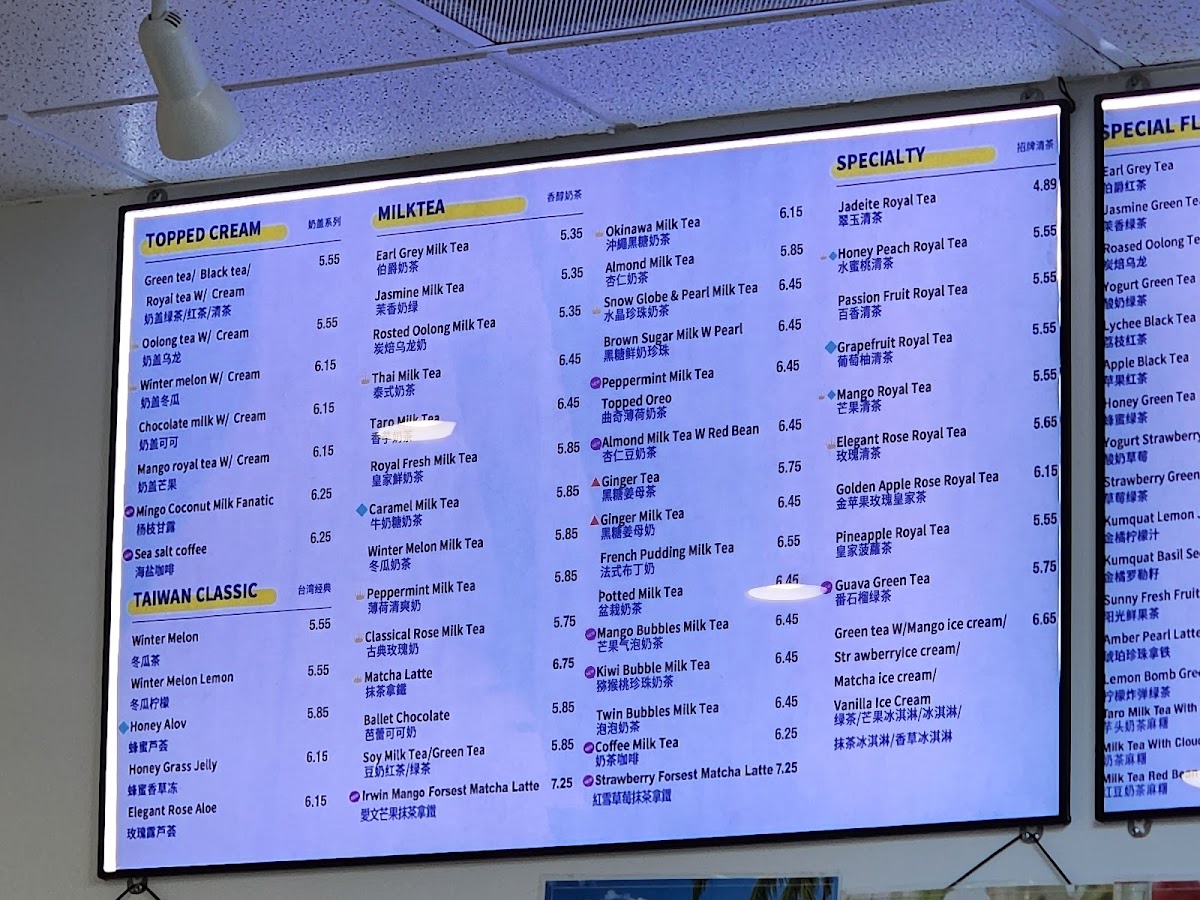 TOPPED CREAM 奶盖系列
Green tea/ Black tea/ 5.55
Royal tea W/ Cream
奶盖绿茶/红茶/清茶
Oolong tea W/ Cream 5.55
奶盖乌龙
Winter melon W/ Cream 6.15
奶盖冬瓜
Chocolate milk W/ Cream 6.15
奶盖可可
Mango royal tea W/ Cream 6.15
奶盖芒果
Mingo Coconut Milk Fanatic 6.25
杨枝甘露
Sea salt coffee 6.25
海盐咖啡
TAIWAN CLASSIC 台湾经典
Winter Melon 5.55
冬瓜茶
Winter Melon Lemon 5.55
冬瓜柠檬
Honey Alov 5.85
蜂蜜芦荟
Honey Grass Jelly 6.15
蜂蜜香草冻
Elegant Rose Aloe 6.15
玫瑰露芦荟
MILKTEA 香醇奶茶
Earl Grey Milk Tea 5.35
伯爵奶茶
Jasmine Milk Tea 5.35
茉香奶绿
Rosted Oolong Milk Tea 5.35
炭焙乌龙奶
Thai Milk Tea 6.45
泰式奶茶
Taro Milk Tea 6.45
香芋奶茶
Royal Fresh Milk Tea 5.85
皇家鲜奶茶
Caramel Milk Tea 5.85
牛奶糖奶茶
Winter Melon Milk Tea 5.85
冬瓜奶茶
Peppermint Milk Tea 5.85
薄荷清爽奶
Classical Rose Milk Tea 5.75
古典玫瑰奶
Matcha Latte 6.75
抹茶拿鐵
Ballet Chocolate 5.85
芭蕾可可奶
Soy Milk Tea/Green Tea 5.85
豆奶红茶/绿茶
Irwin Mango Forsest Matcha Latte 7.25
愛文芒果抹茶拿鐵
Okinawa Milk Tea 6.15
沖繩黑糖奶茶
Almond Milk Tea 5.85
杏仁奶茶
Snow Globe & Pearl Milk Tea 6.45
水晶珍珠奶茶
Brown Sugar Milk W Pearl 6.45
黑糖鲜奶珍珠
Peppermint Milk Tea 6.45
Topped Oreo
曲奇薄荷奶茶
Almond Milk Tea W Red Bean 6.45
杏仁豆奶茶
Ginger Tea 5.75
黑糖姜母茶
Ginger Milk Tea 6.45
黑糖姜母奶
French Pudding Milk Tea 6.55
法式布丁奶
Potted Milk Tea 6.45
盆栽奶茶
Mango Bubbles Milk Tea 6.45
芒果气泡奶茶
Kiwi Bubble Milk Tea 6.45
猕猴桃珍珠奶茶
Twin Bubbles Milk Tea 6.45
泡泡奶茶
Coffee Milk Tea 6.25
奶茶咖啡
Strawberry Forsest Matcha Latte 7.25
紅雪草莓抹茶拿鐵
SPECIALTY 招牌清茶
Jadeite Royal Tea 4.89
翠玉清茶
Honey Peach Royal Tea 5.55
水蜜桃清茶
Passion Fruit Royal Tea 5.55
百香清茶
Grapefruit Royal Tea 5.55
葡萄柚清茶
Mango Royal Tea 5.55
芒果清茶
Elegant Rose Royal Tea 5.65
玫瑰清茶
Golden Apple Rose Royal Tea 6.15
金苹果玫瑰皇家茶
Pineapple Royal Tea 5.55
皇家菠蘿茶
Guava Green Tea 5.75
番石榴绿茶
Green tea W/Mango ice cream/ 6.65
Str awberryIce cream/
Matcha ice cream/
Vanilla Ice Cream
绿茶/芒果冰淇淋/冰淇淋/
抹茶冰淇淋/香草冰淇淋
SPECIAL FL
Earl Grey Tea
伯爵红茶
Jasmine Green Tea
茉香绿茶
Roased Oolong Te
炭焙乌龙
Yogurt Green Tea
酸奶绿茶
Lychee Black Tea
荔枝红茶
Apple Black Tea
苹果红茶
Honey Green Tea
蜂蜜绿茶
Yogurt Strawberry
酸奶草莓
Strawberry Green
草莓绿茶
Kumquat Lemon J
金橘柠檬汁
Kumquat Basil Se
金橘罗勒籽
Sunny Fresh Fruit
阳光鲜果茶
Amber Pearl Latte
琥珀珍珠拿铁
Lemon Bomb Gre
柠檬炸弹绿茶
Taro Milk Tea With
芋头奶茶麻糬
Milk Tea With Clou
奶茶麻糬
Milk Tea Red Bean
红豆奶茶麻糬